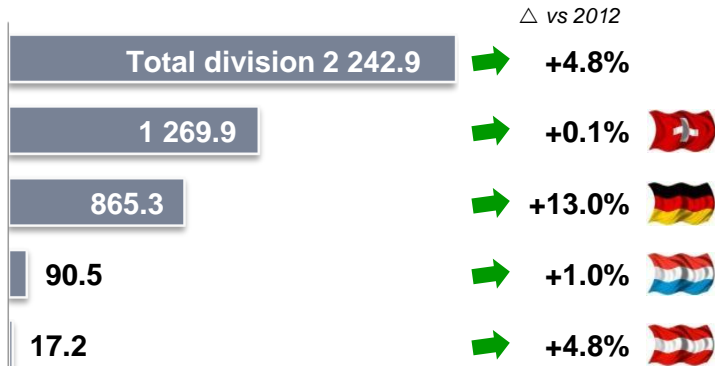 △ vs 2012
Total division 2 242.9 +4.8%
1 269.9 +0.1%
865.3 +13.0%
90.5 +1.0%
17.2 +4.8%